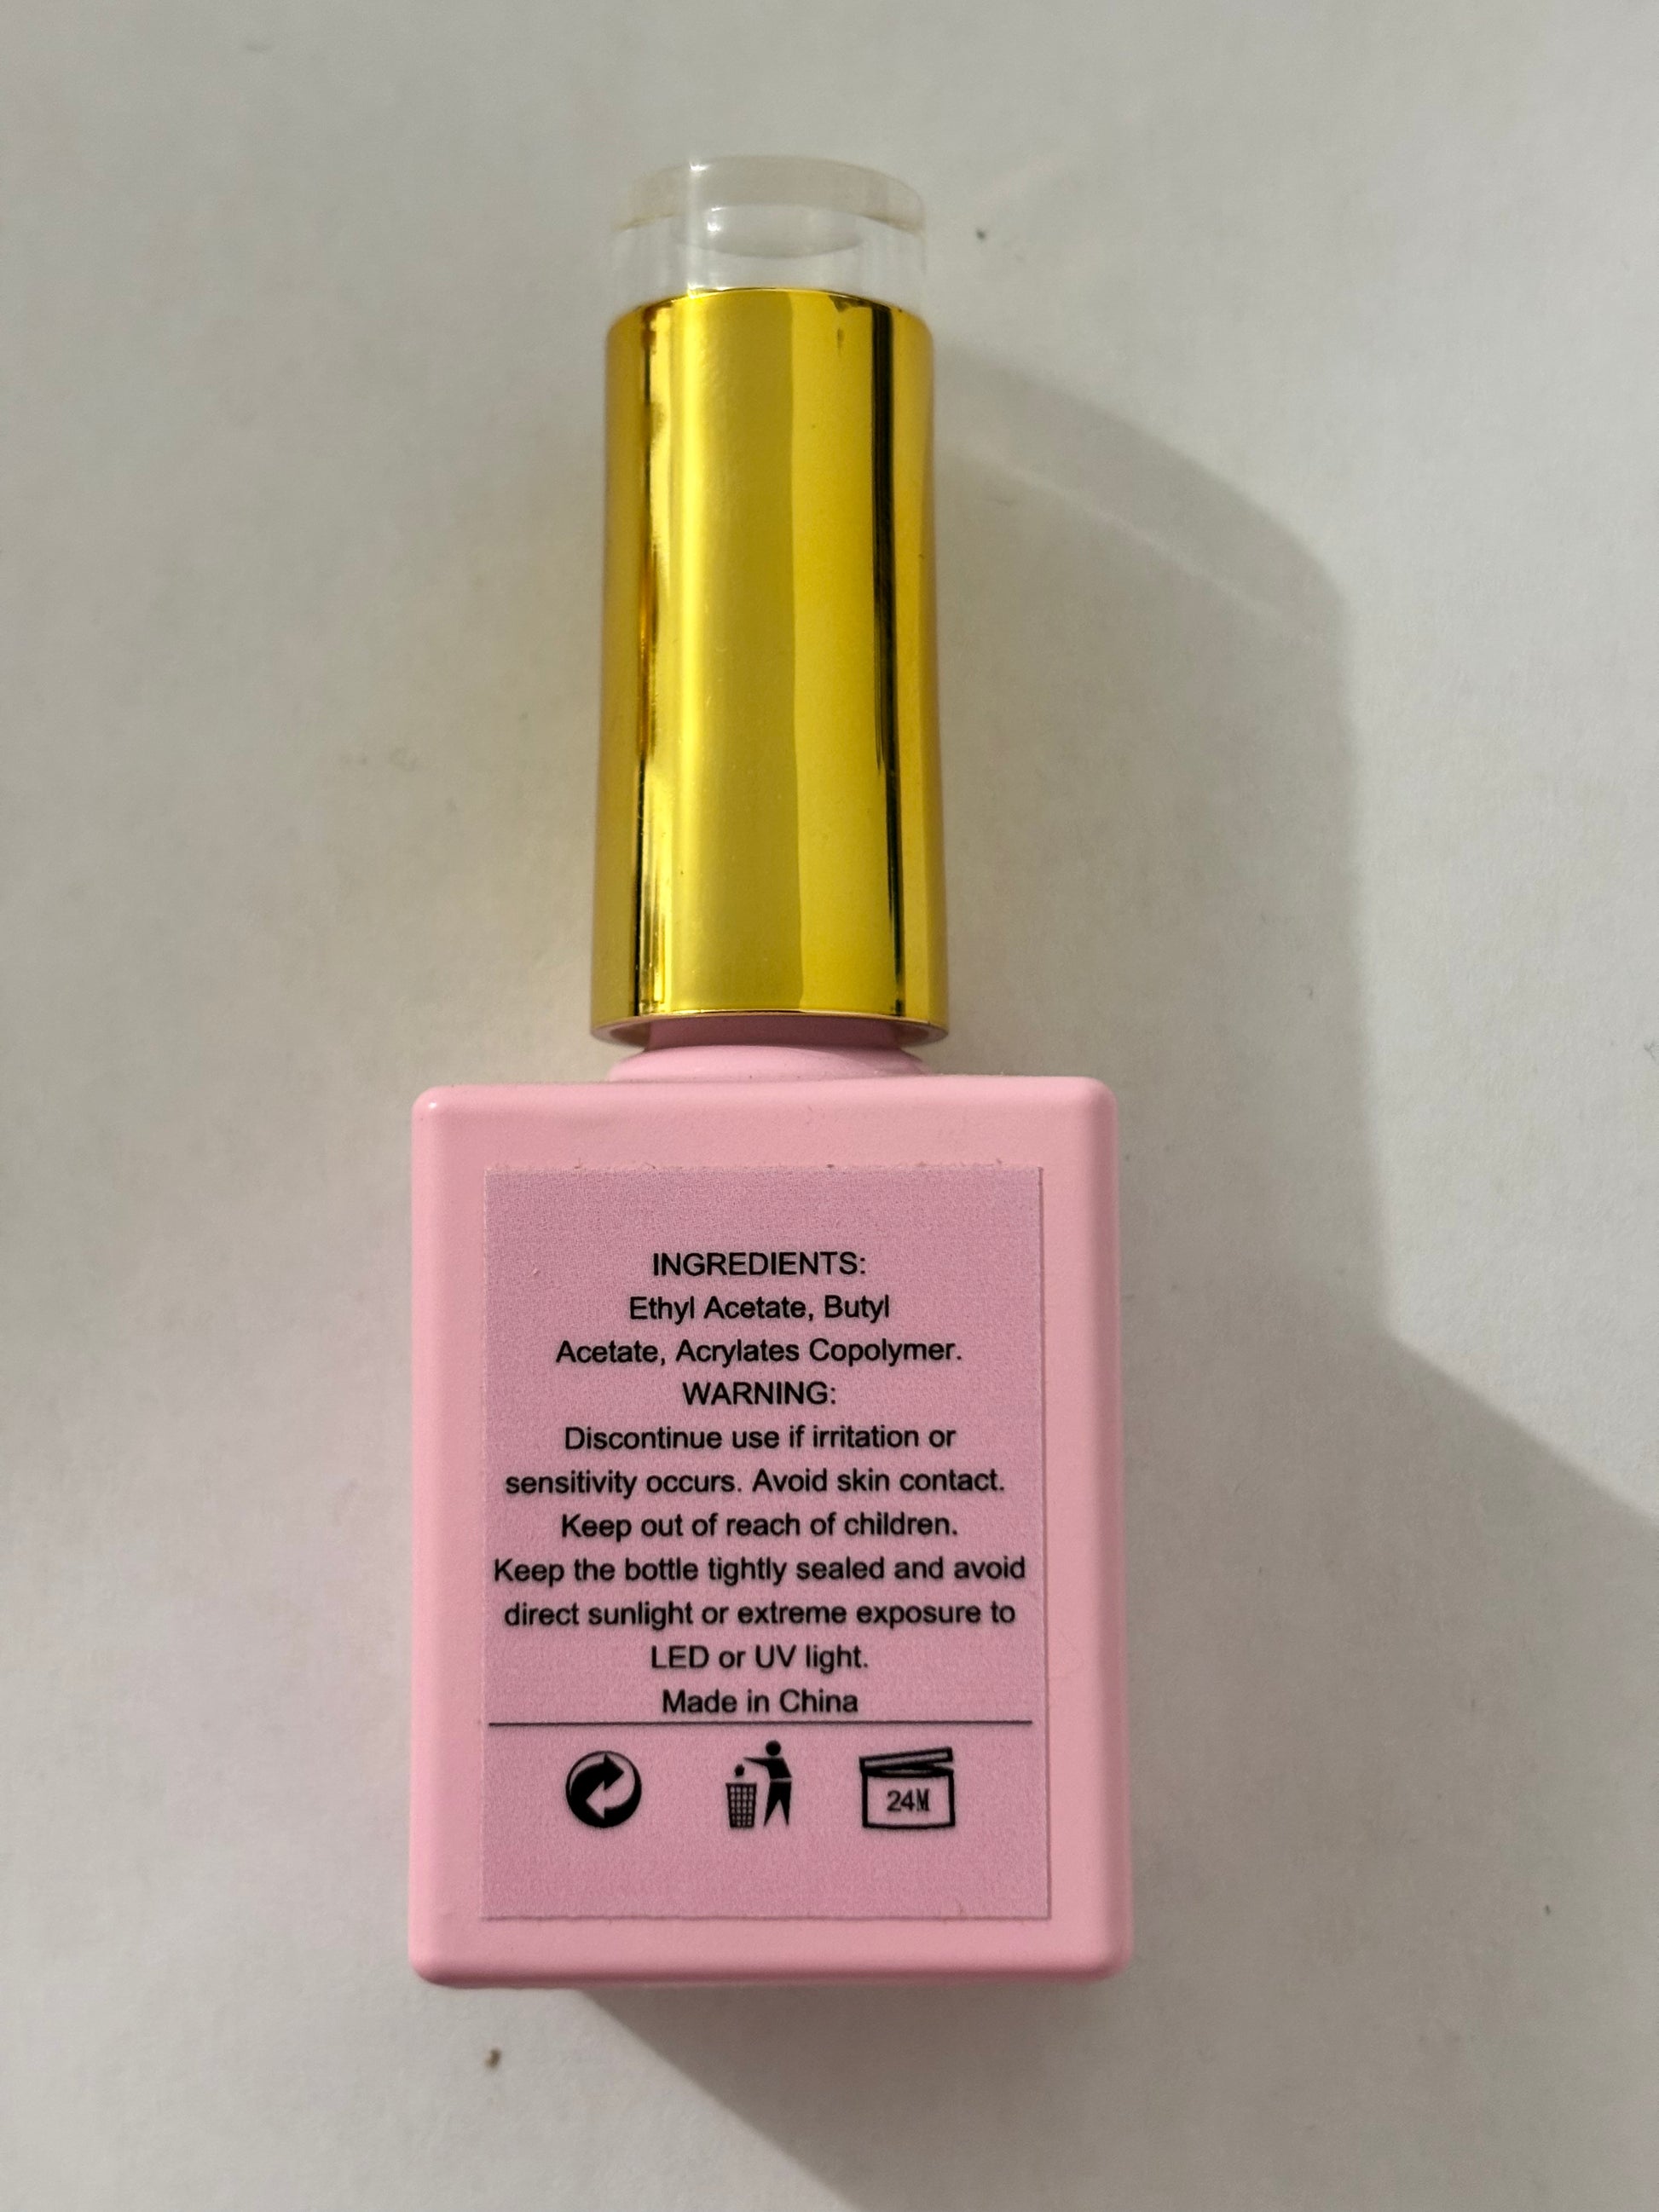 INGREDIENTS:
Ethyl Acetate, Butyl
Acetate, Acrylates Copolymer.
WARNING:
Discontinue use if irritation or
sensitivity occurs. Avoid skin contact.
Keep out of reach of children.
Keep the bottle tightly sealed and avoid
direct sunlight or extreme exposure to
LED or UV light.
Made in China
24M